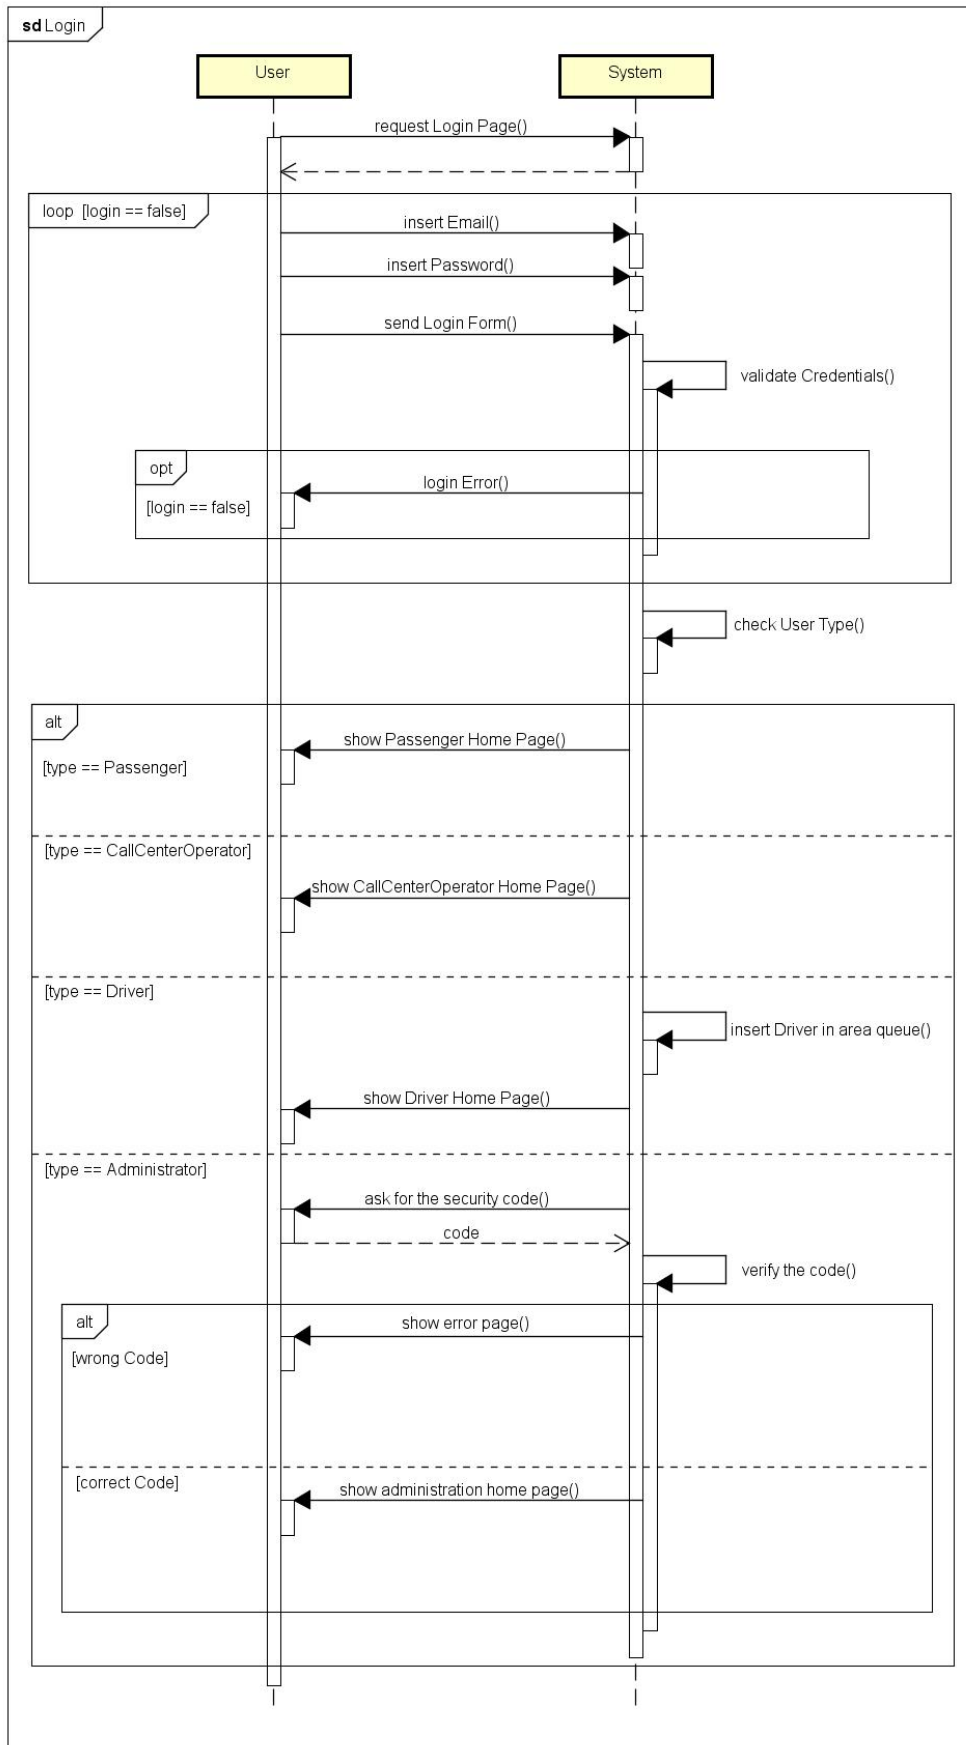 sd Login
User
System
request Login Page()
loop [login == false]
insert Email()
insert Password()
send Login Form()
validate Credentials()
opt
login Error()
[login == false]
check User Type()
alt
show Passenger Home Page()
[type == Passenger]
[type == CallCenterOperator]
show CallCenterOperator Home Page()
[type == Driver]
insert Driver in area queue()
show Driver Home Page()
[type == Administrator]
ask for the security code()
code
verify the code()
alt
show error page()
[wrong Code]
[correct Code]
show administration home page()